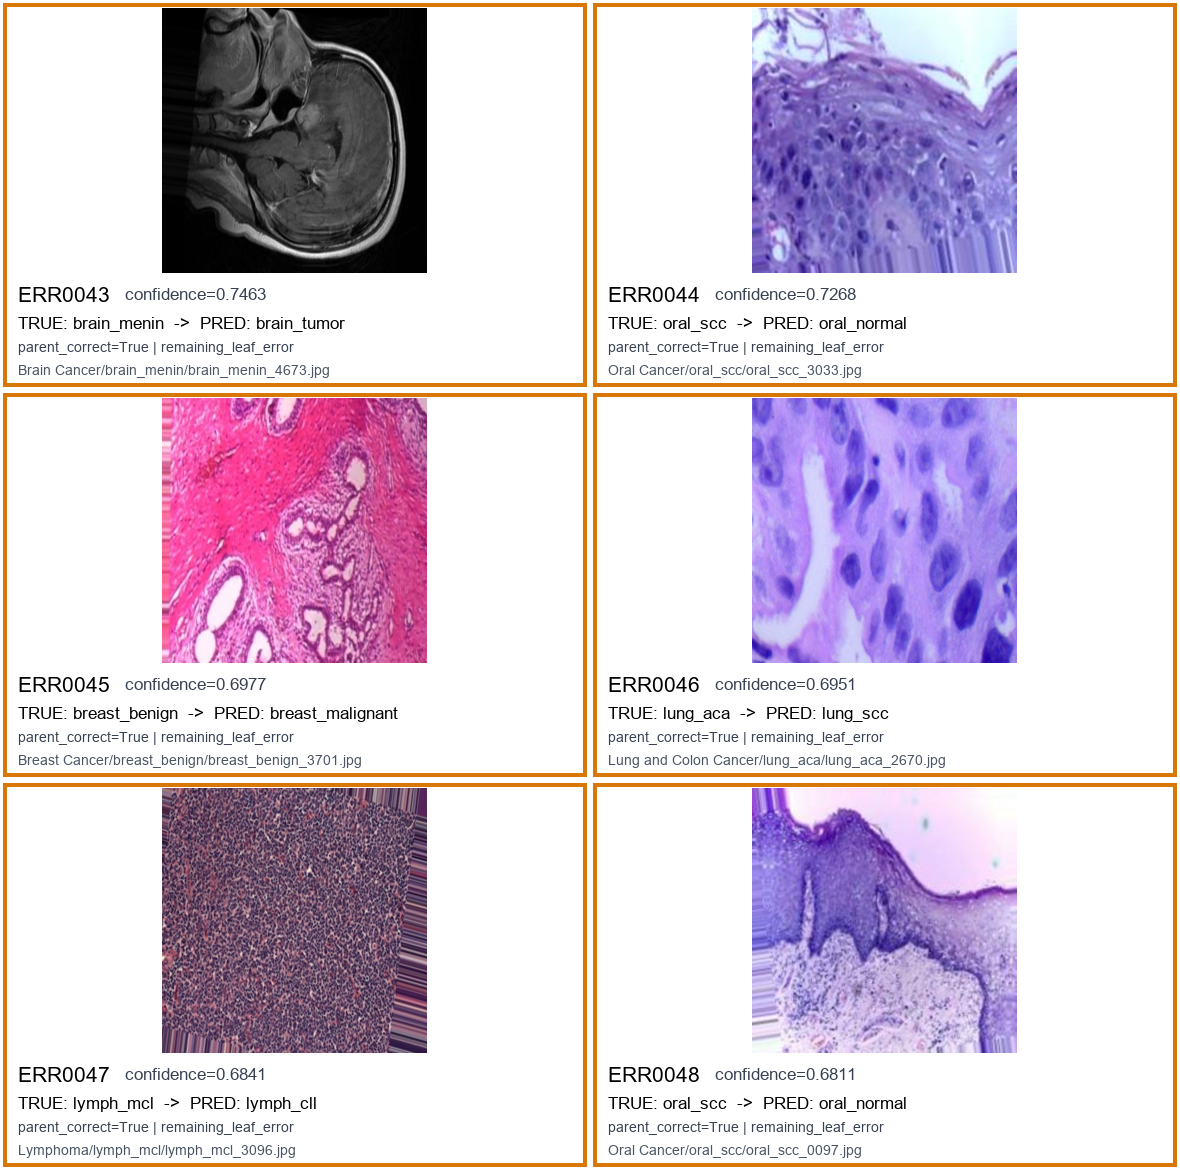 ERR0043 confidence=0.7463
TRUE: brain_menin -> PRED: brain_tumor
parent_correct=True | remaining_leaf_error
Brain Cancer/brain_menin/brain_menin_4673.jpg
ERR0044 confidence=0.7268
TRUE: oral_scc -> PRED: oral_normal
parent_correct=True | remaining_leaf_error
Oral Cancer/oral_scc/oral_scc_3033.jpg
ERR0045 confidence=0.6977
TRUE: breast_benign -> PRED: breast_malignant
parent_correct=True | remaining_leaf_error
Breast Cancer/breast_benign/breast_benign_3701.jpg
ERR0046 confidence=0.6951
TRUE: lung_aca -> PRED: lung_scc
parent_correct=True | remaining_leaf_error
Lung and Colon Cancer/lung_aca/lung_aca_2670.jpg
ERR0047 confidence=0.6841
TRUE: lymph_mcl -> PRED: lymph_cll
parent_correct=True | remaining_leaf_error
Lymphoma/lymph_mcl/lymph_mcl_3096.jpg
ERR0048 confidence=0.6811
TRUE: oral_scc -> PRED: oral_normal
parent_correct=True | remaining_leaf_error
Oral Cancer/oral_scc/oral_scc_0097.jpg